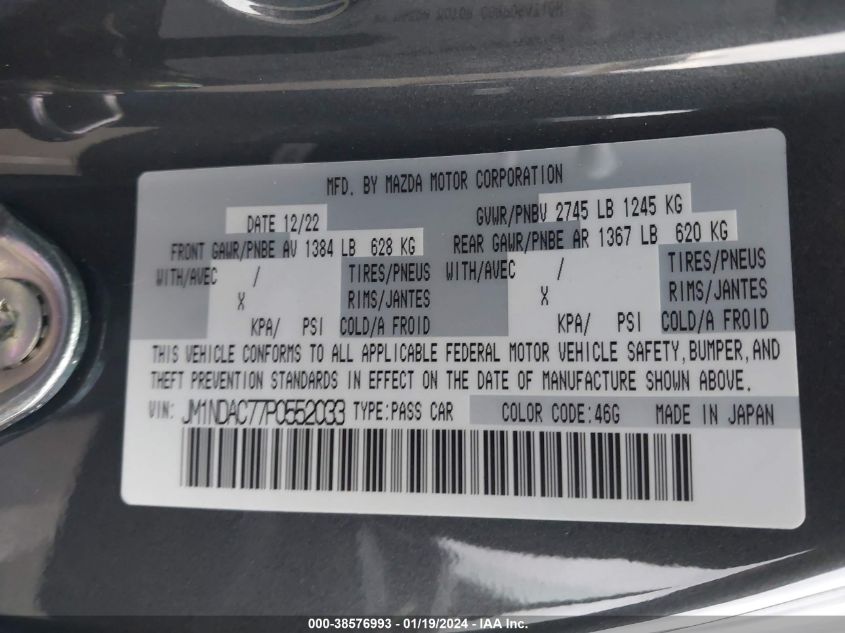 MFD. BY MAZDA MOTOR CORPORATION
DATE 12/22 GVWR/PNBV 2745 LB 1245 KG
FRONT GAWR/PNBE AV 1384 LB 628 KG REAR GAWR/PNBE AR 1367 LB 620 KG
WITH/AVEC / TIRES/PNEUS WITH/AVEC / TIRES/PNEUS
X RIMS/JANTES X RIMS/JANTES
KPA/ PSI COLD/A FROID KPA/ PSI COLD/A FROID
THIS VEHICLE CONFORMS TO ALL APPLICABLE FEDERAL MOTOR VEHICLE SAFETY,BUMPER,AND
THEFT PREVENTION STANDARDS IN EFFECT ON THE DATE OF MANUFACTURE SHOWN ABOVE.
VIN: JM1NDAC77P0552033 TYPE:PASS CAR COLOR CODE:46G MADE IN JAPAN
000-38576993 - 01/19/2024 - IAA Inc.